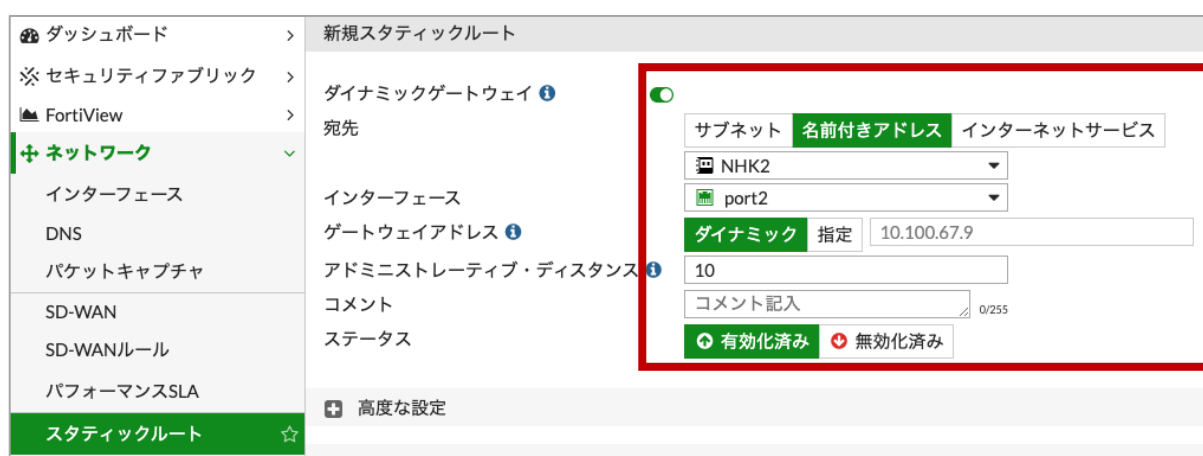 ダッシュボード
セキュリティファブリック
FortiView
ネットワーク
インターフェース
DNS
パケットキャプチャ
SD-WAN
SD-WANルール
パフォーマンスSLA
スタティックルート
新規スタティックルート
ダイナミックゲートウェイ
宛先 サブネット 名前付きアドレス インターネットサービス
NHK2
インターフェース port2
ゲートウェイアドレス ダイナミック 指定 10.100.67.9
アドミニストレーティブ・ディスタンス 10
コメント コメント記入 0/255
ステータス 有効化済み 無効化済み
高度な設定